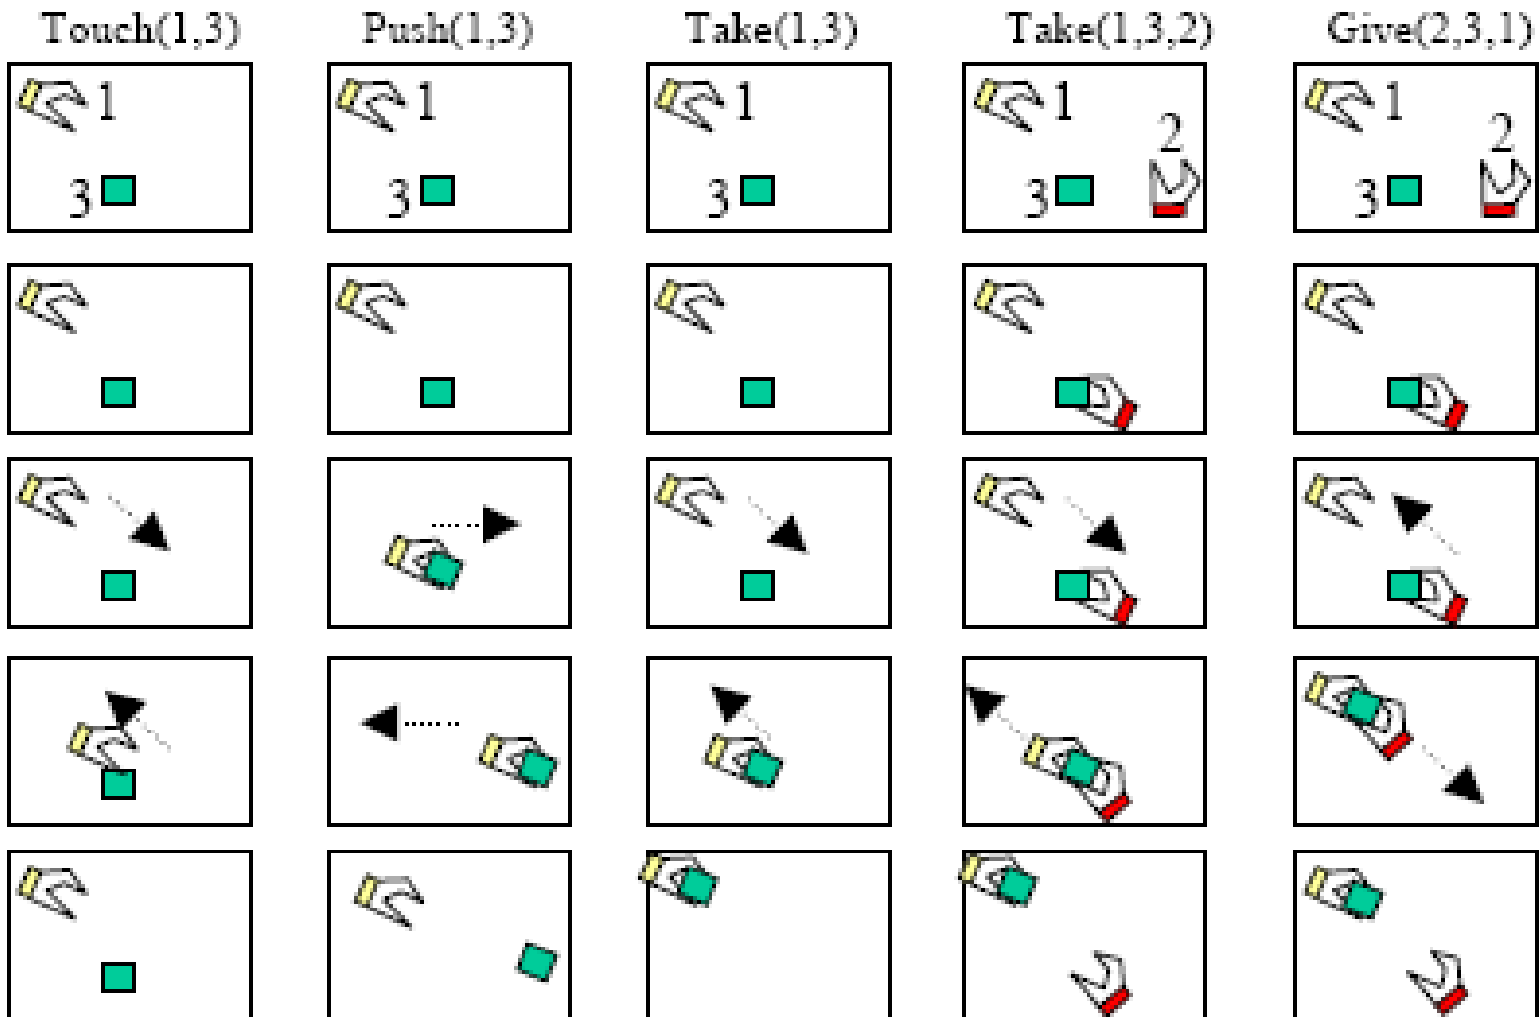 Touch(1,3) Push(1,3) Take(1,3) Take(1,3,2) Give(2,3,1)
1 1 1 1 1
2 2
3 3 3 3 3